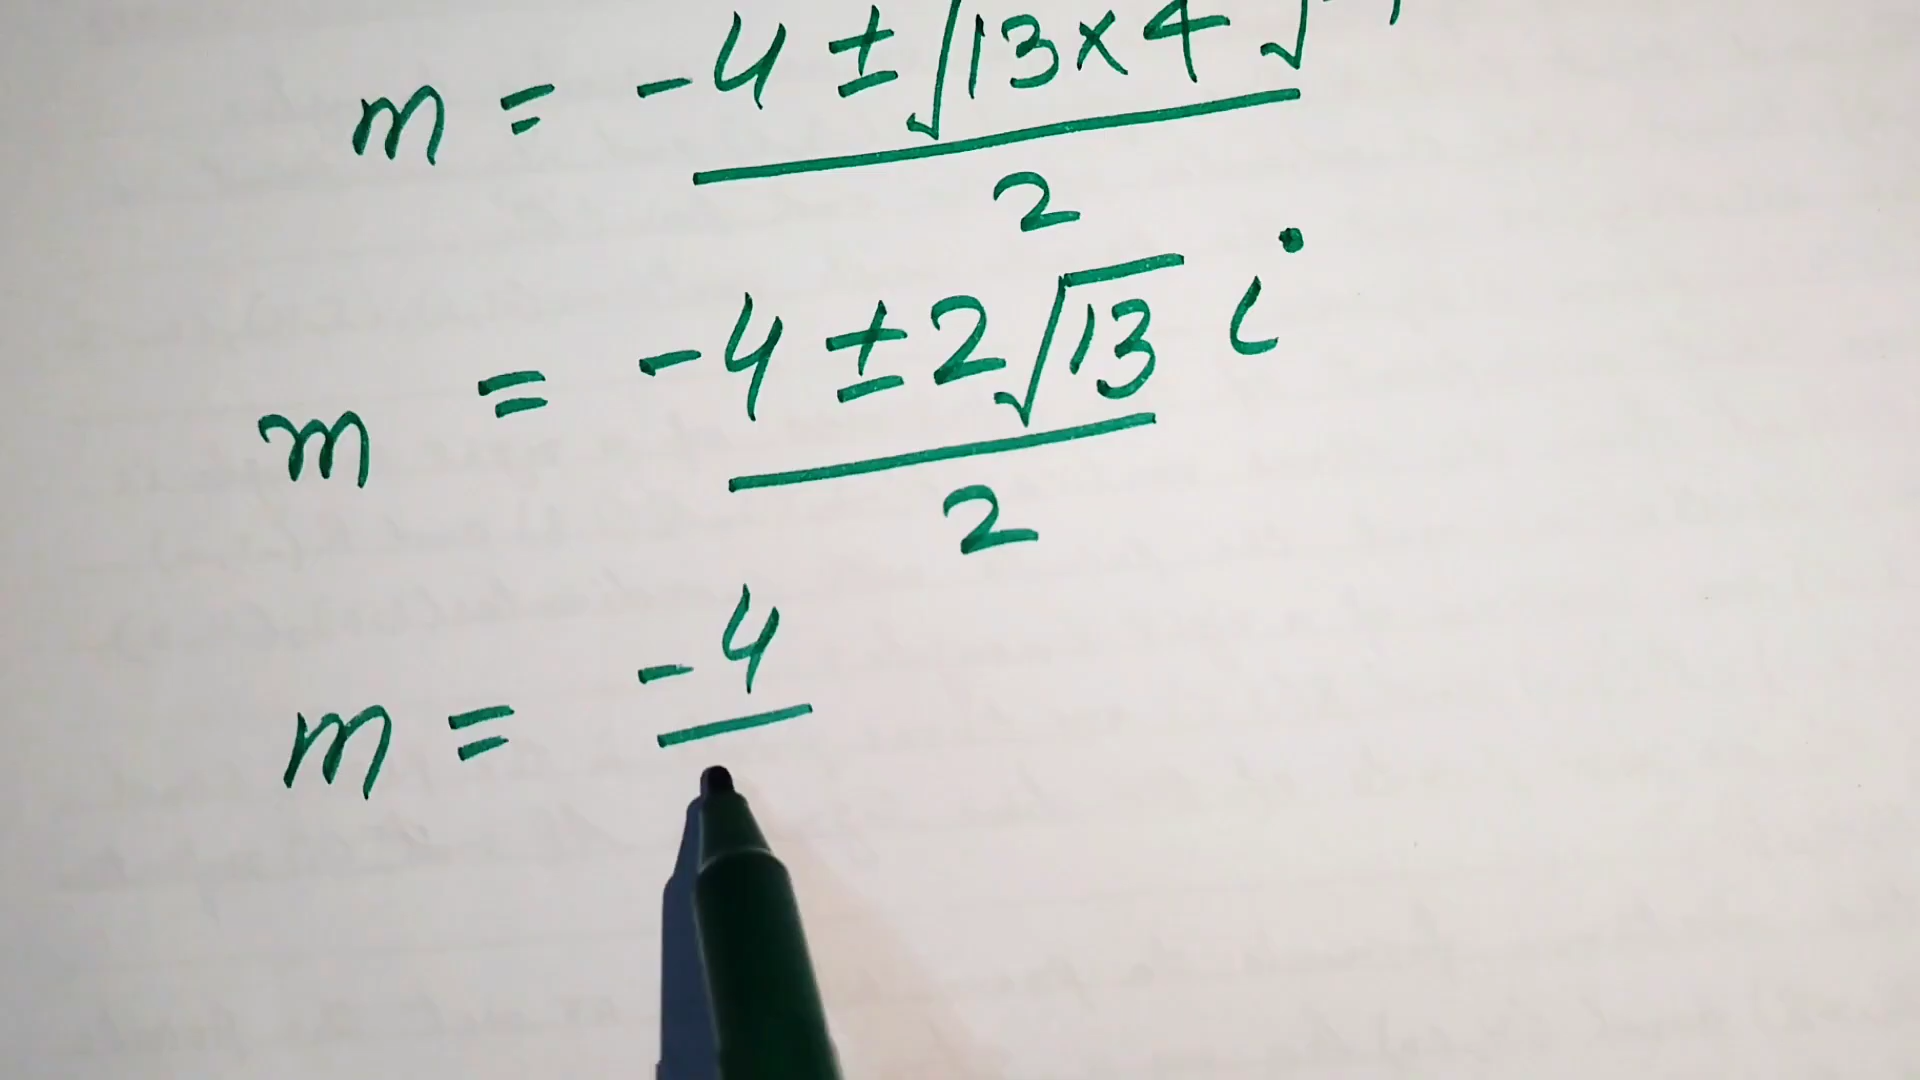 m = -4 ± √13×4 √
2
m = -4 ± 2√13 i
2
m = -4